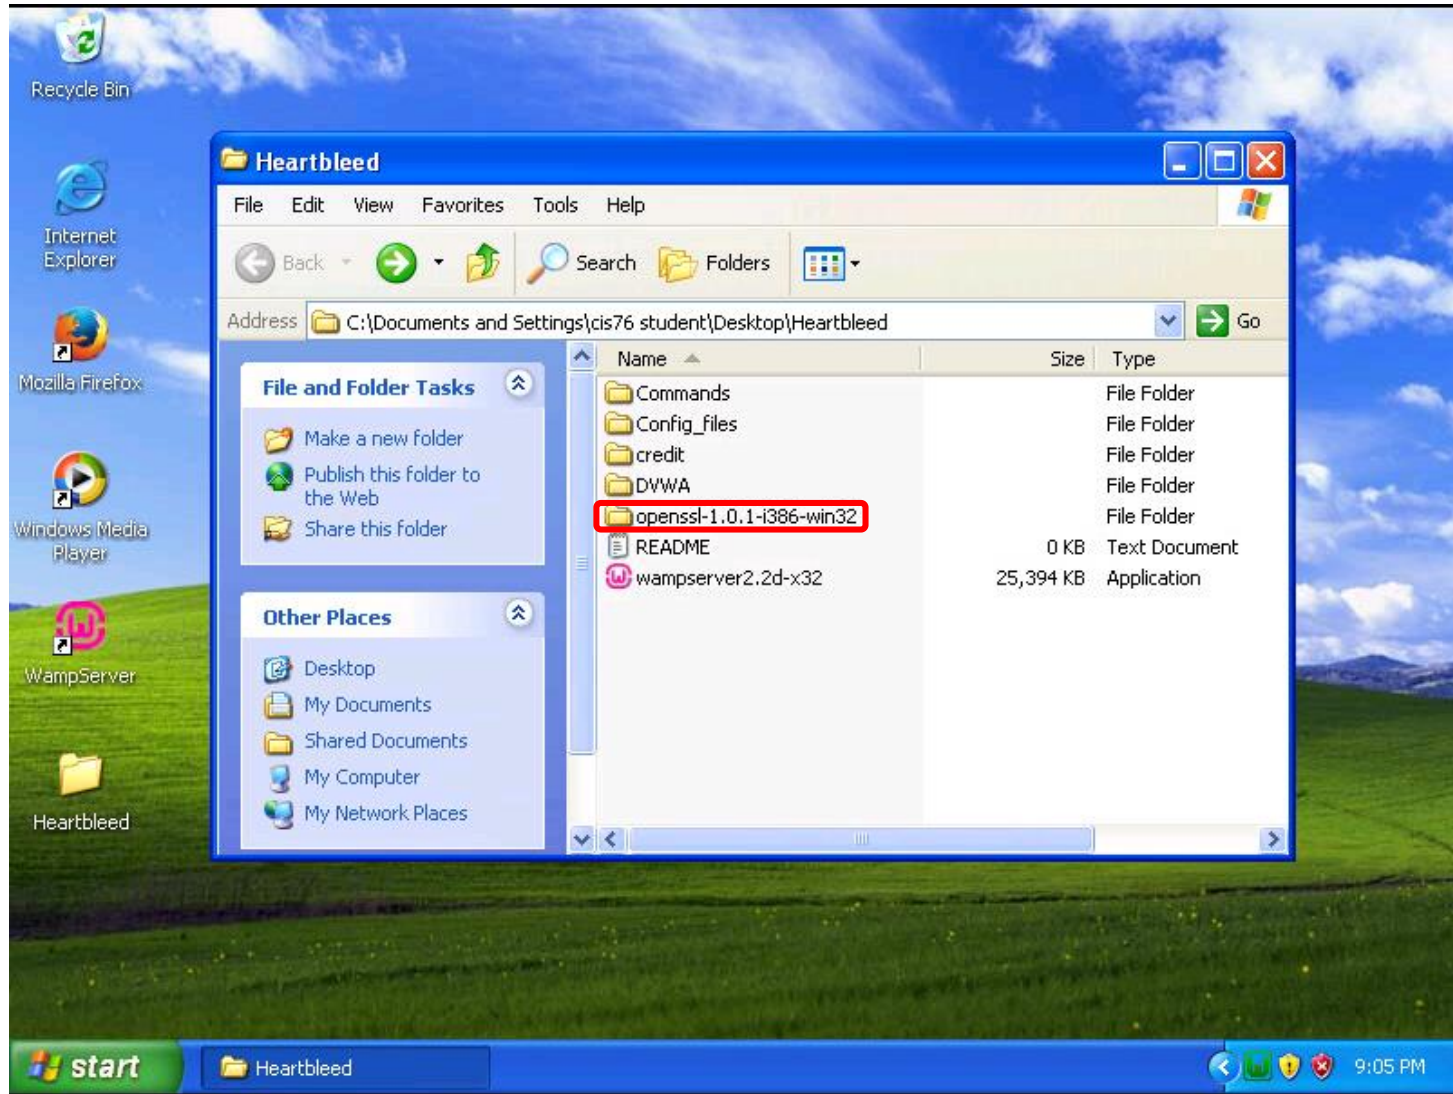 Recycle Bin
Internet
Explorer
Mozilla Firefox
Windows Media
Player
WampServer
Heartbleed
Heartbleed
File Edit View Favorites Tools Help
Back Search Folders
Address C:\Documents and Settings\cis76 student\Desktop\Heartbleed Go
File and Folder Tasks
Make a new folder
Publish this folder to
the Web
Share this folder
Other Places
Desktop
My Documents
Shared Documents
My Computer
My Network Places
Name Size Type
Commands File Folder
Config_files File Folder
credit File Folder
DVWA File Folder
openssl-1.0.1-i386-win32 File Folder
README 0 KB Text Document
wampserver2.2d-x32 25,394 KB Application
start Heartbleed 9:05 PM